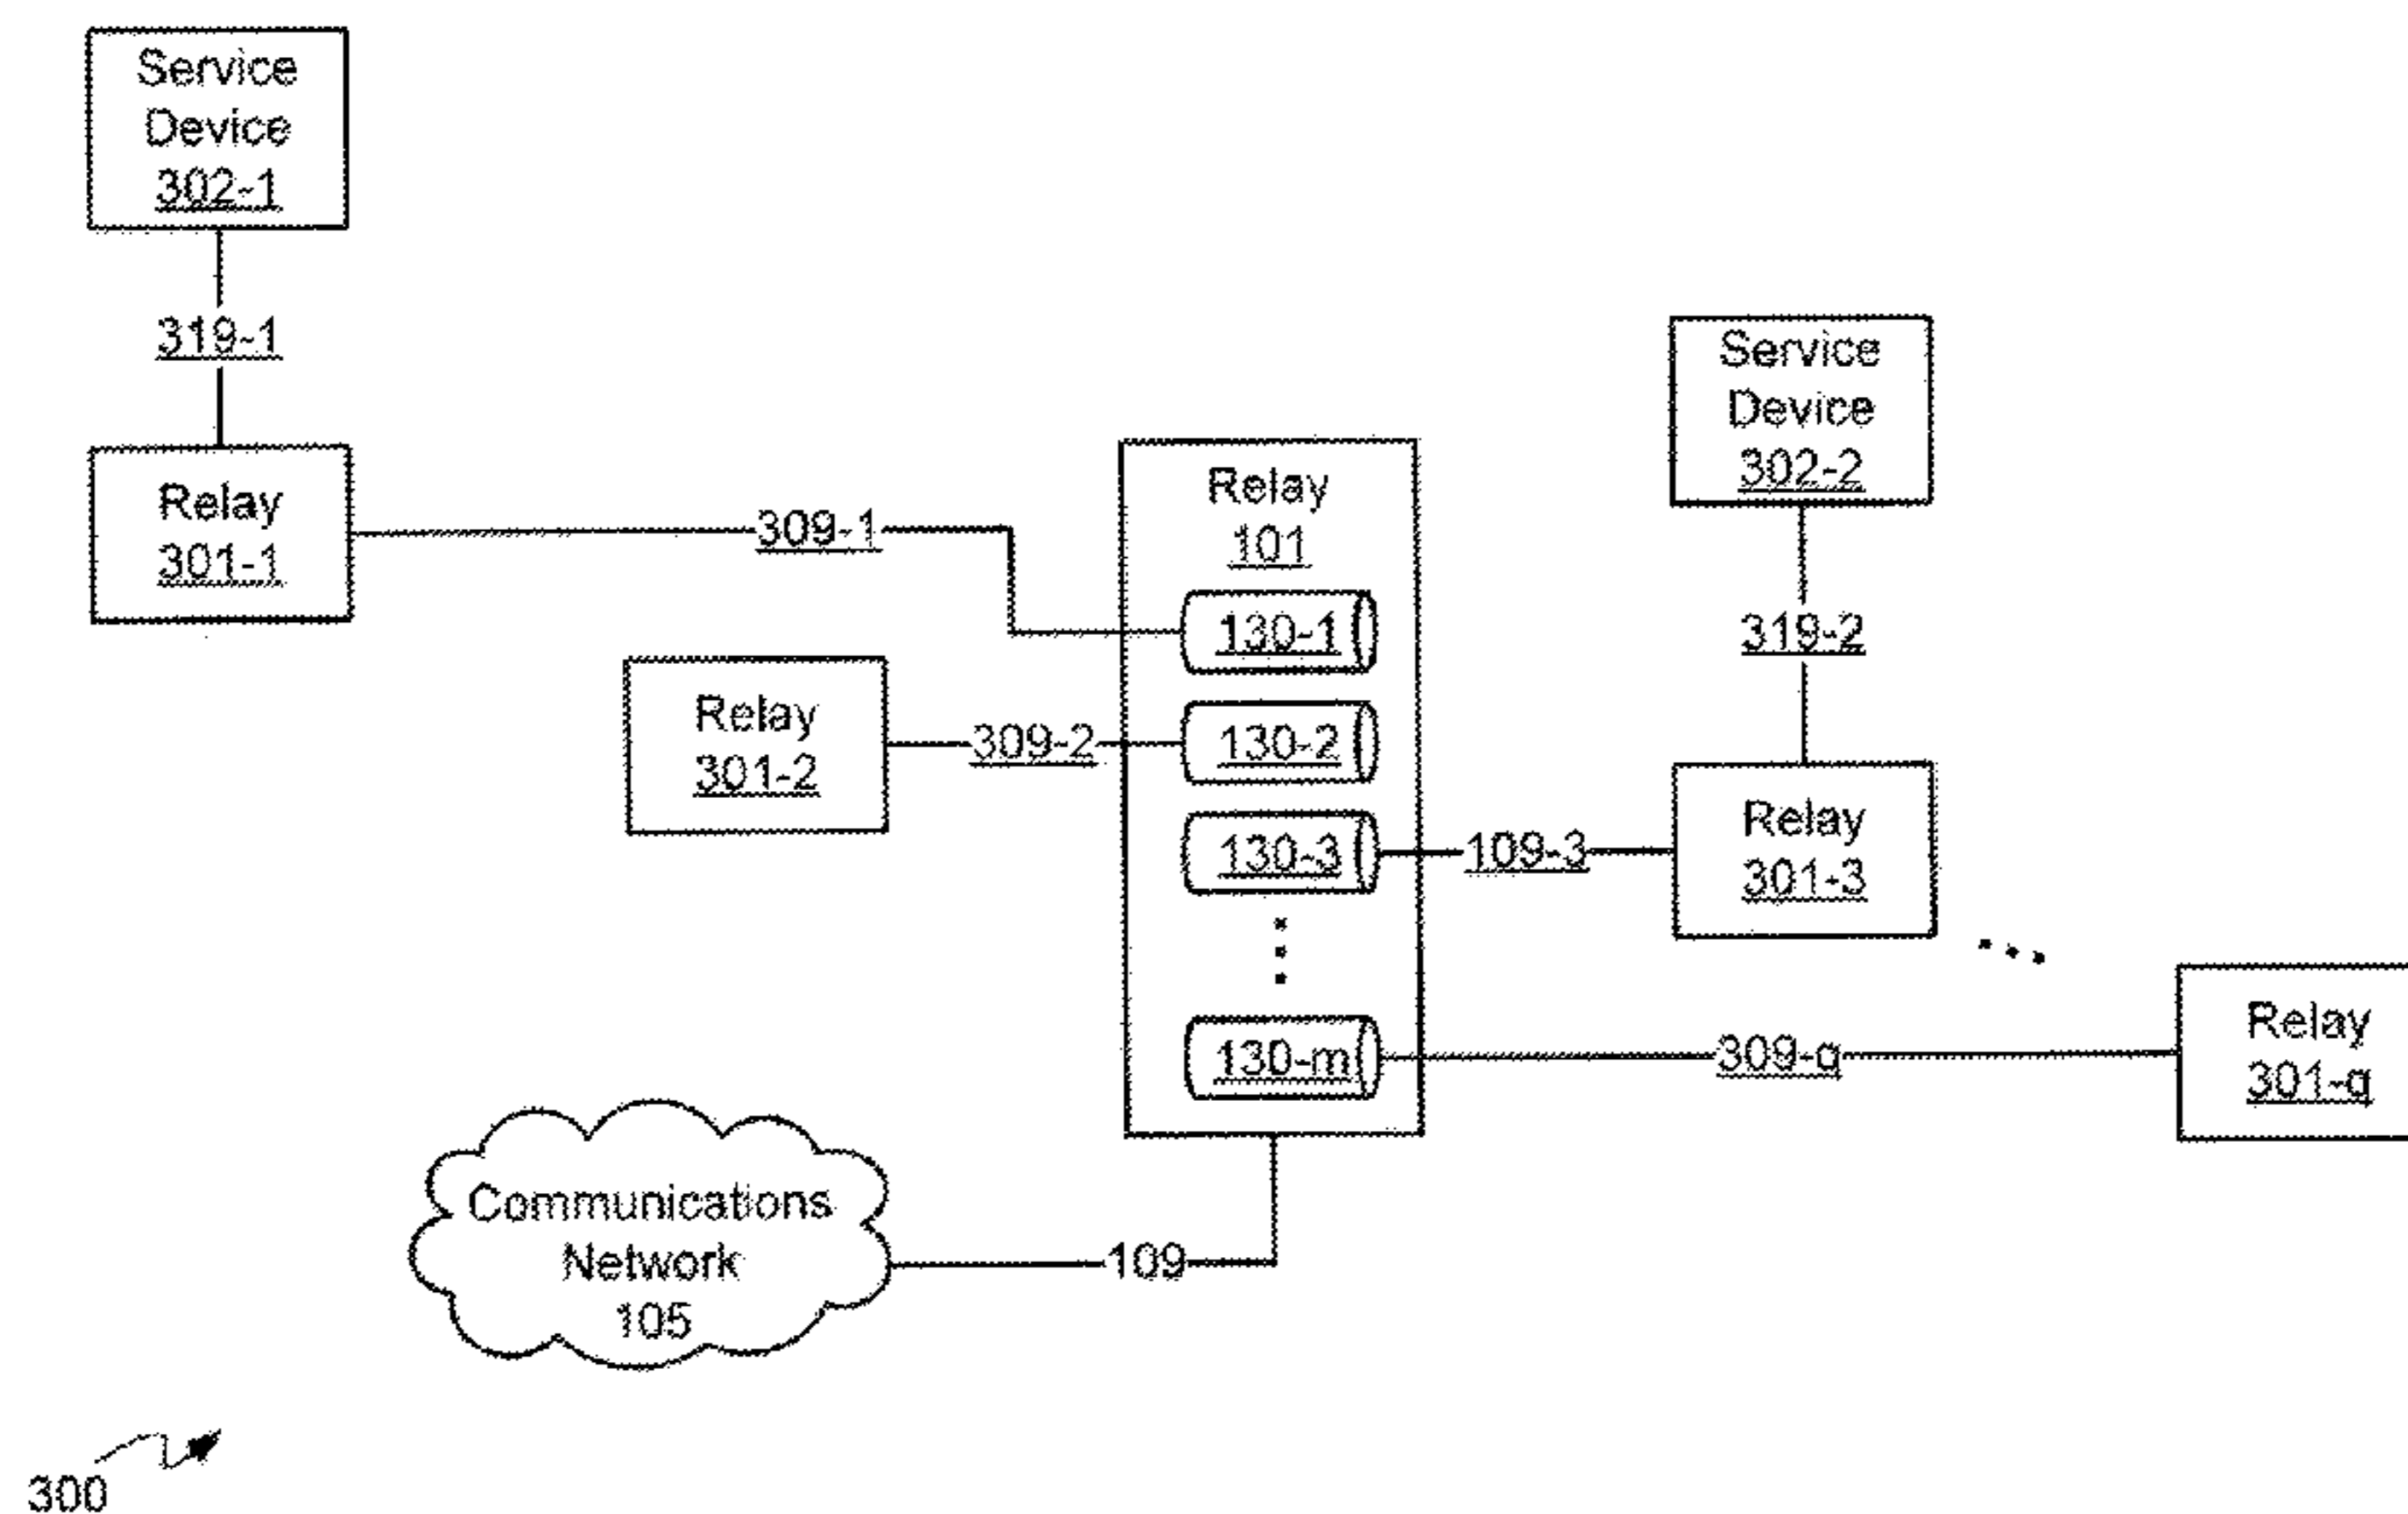 Service
Device
302-1
319-1
Relay
301-1
309-1
Relay
301-2
309-2
Relay
101
130-1
130-2
130-3
130-m
Service
Device
302-2
319-2
109-3
Relay
301-3
309-q
Relay
301-q
Communications
Network
105
109
300